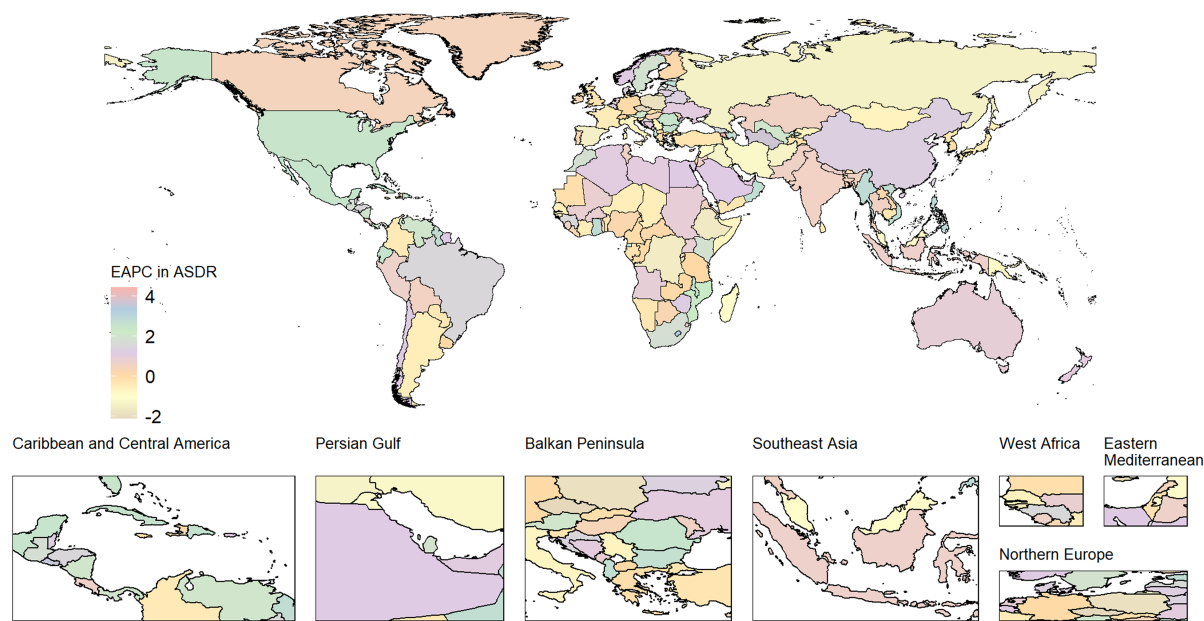 EAPC in ASDR
4
2
0
-2
Caribbean and Central America
Persian Gulf
Balkan Peninsula
Southeast Asia
West Africa
Eastern
Mediterranean
Northern Europe